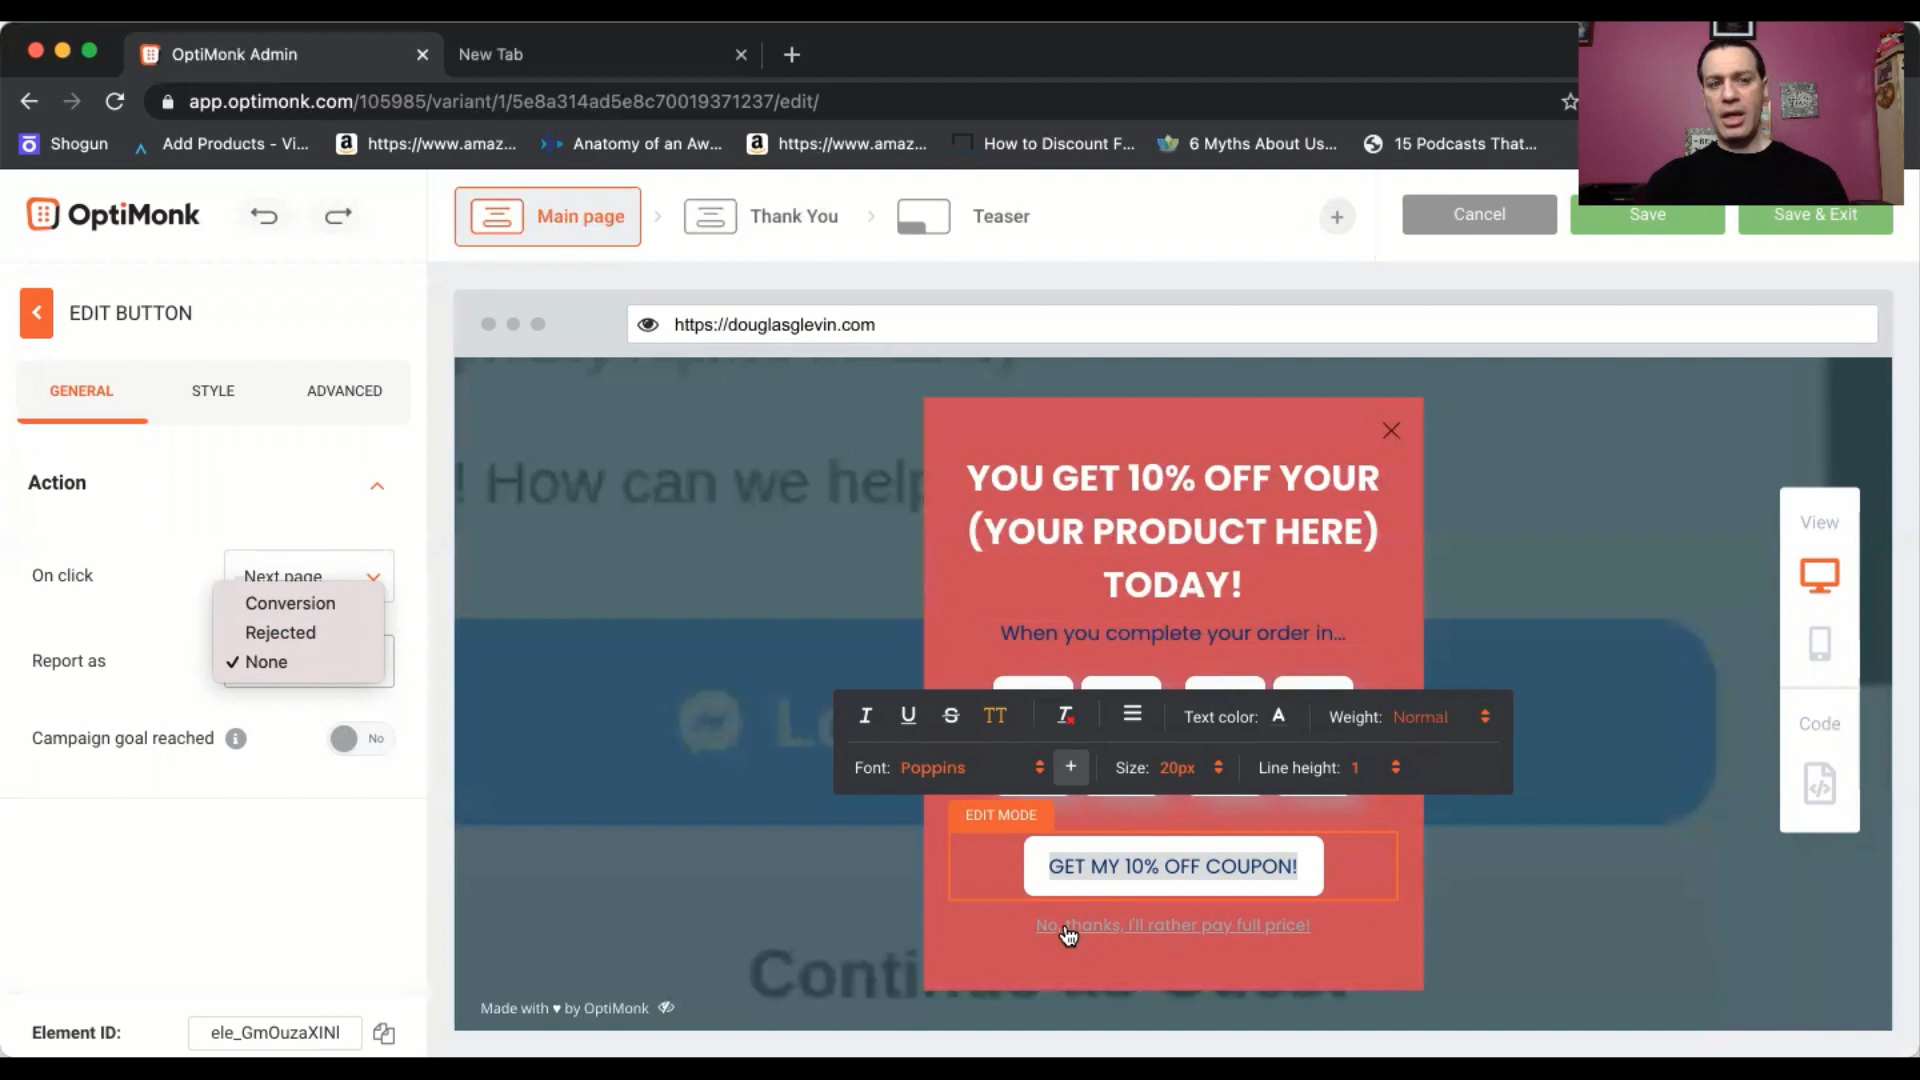 OptiMonk Admin
New Tab
app.optimonk.com/105985/variant/1/5e8a314ad5e8c70019371237/edit/
Shogun
Add Products - Vi...
https://www.amaz...
Anatomy of an Aw...
https://www.amaz...
How to Discount F...
6 Myths About Us...
15 Podcasts That...
OptiMonk
Main page
Thank You
Teaser
Cancel
Save
Save & Exit
EDIT BUTTON
GENERAL
STYLE
ADVANCED
Action
On click
Next page
Conversion
Rejected
None
Report as
Campaign goal reached
No
Element ID:
https://douglasglevin.com
! How can we help
YOU GET 10% OFF YOUR
(YOUR PRODUCT HERE)
TODAY!
When you complete your order in...
I U S TT
Text color: A
Weight: Normal
Font: Poppins
Size: 20px
Line height: 1
EDIT MODE
GET MY 10% OFF COUPON!
No, thanks, I'll rather pay full price!
Made with ♥ by OptiMonk
View
Code